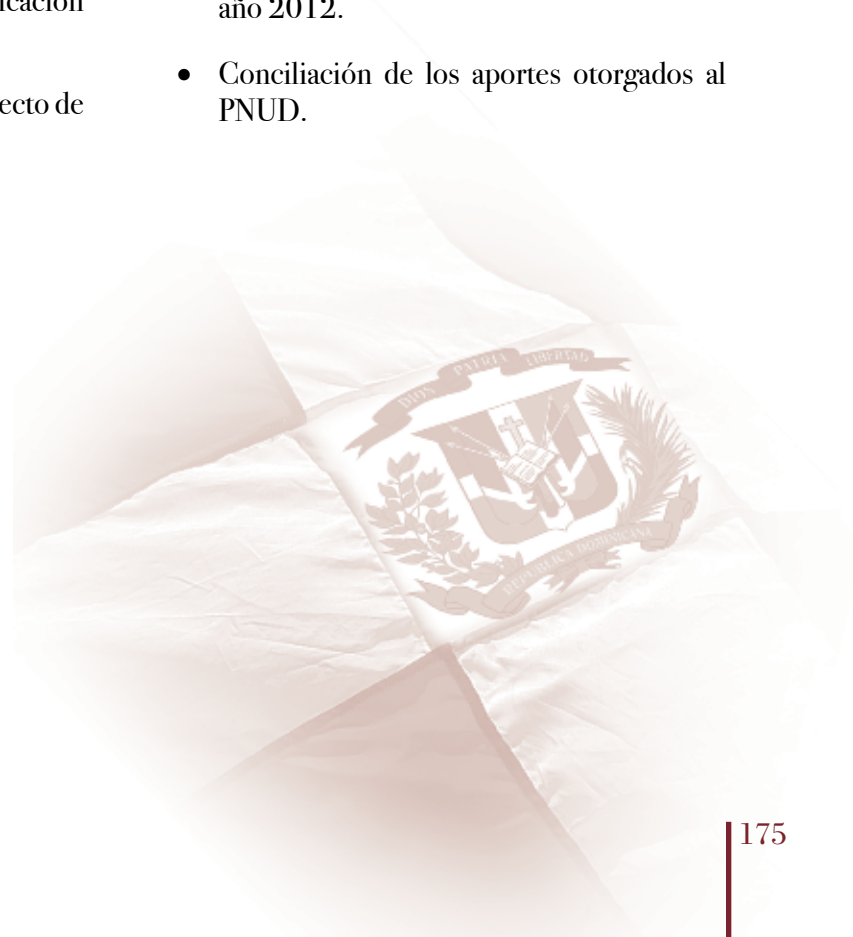 icación
ecto de
año 2012.
• Conciliación de los aportes otorgados al
PNUD.
DIOS PATRIA LIBERTAD
REPUBLICA DOMINICANA
175